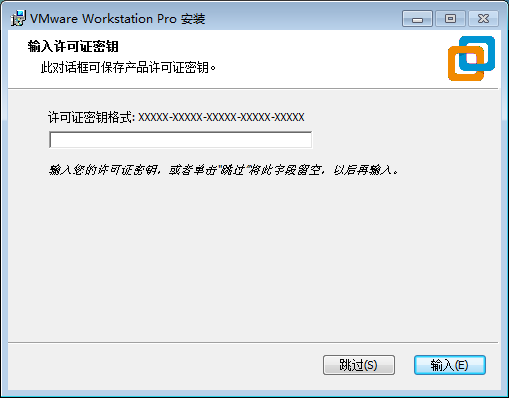 VMware Workstation Pro 安装
输入许可证密钥
此对话框可保存产品许可证密钥。
许可证密钥格式: XXXXX-XXXXX-XXXXX-XXXXX-XXXXX
输入您的许可证密钥，或者单击“跳过”将此字段留空，以后再输入。
跳过(S)
输入(E)